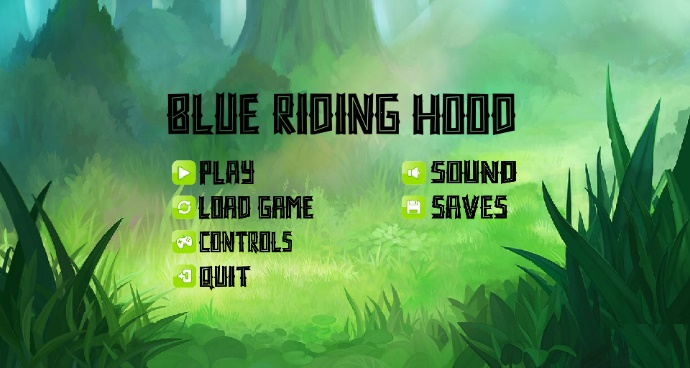 BLUE RIDING HOOD
PLAY
LOAD GAME
CONTROLS
QUIT
SOUND
SAVES